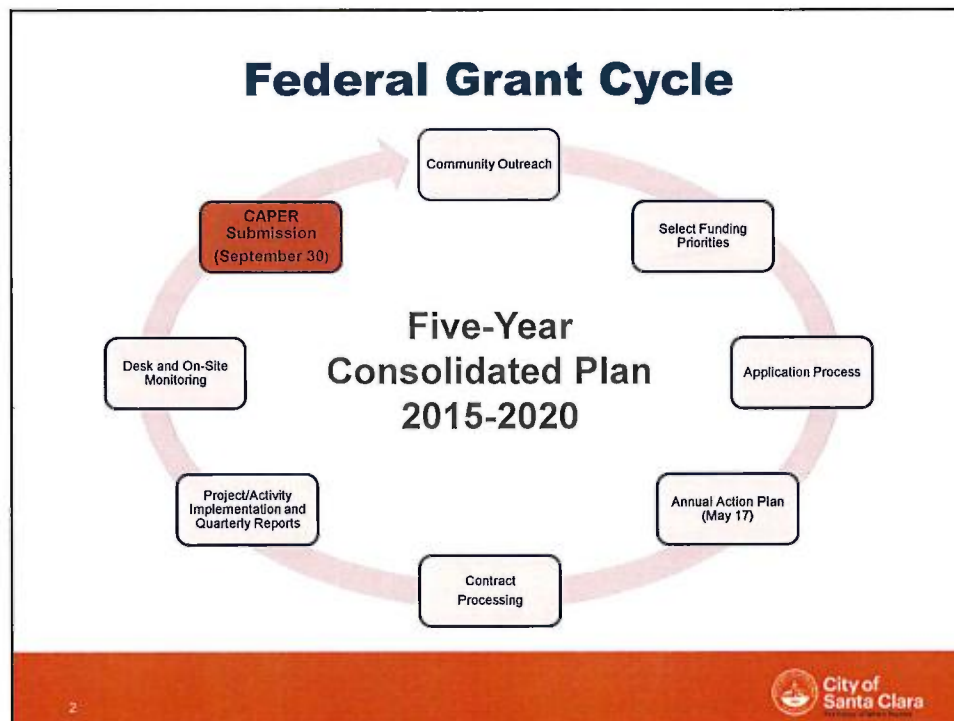 Federal Grant Cycle
Community Outreach
Select Funding
Priorities
Application Process
Annual Action Plan
(May 17)
Contract
Processing
Project/Activity
Implementation and
Quarterly Reports
Desk and On-Site
Monitoring
CAPER
Submission
(September 30)
Five-Year
Consolidated Plan
2015-2020
2
City of
Santa Clara